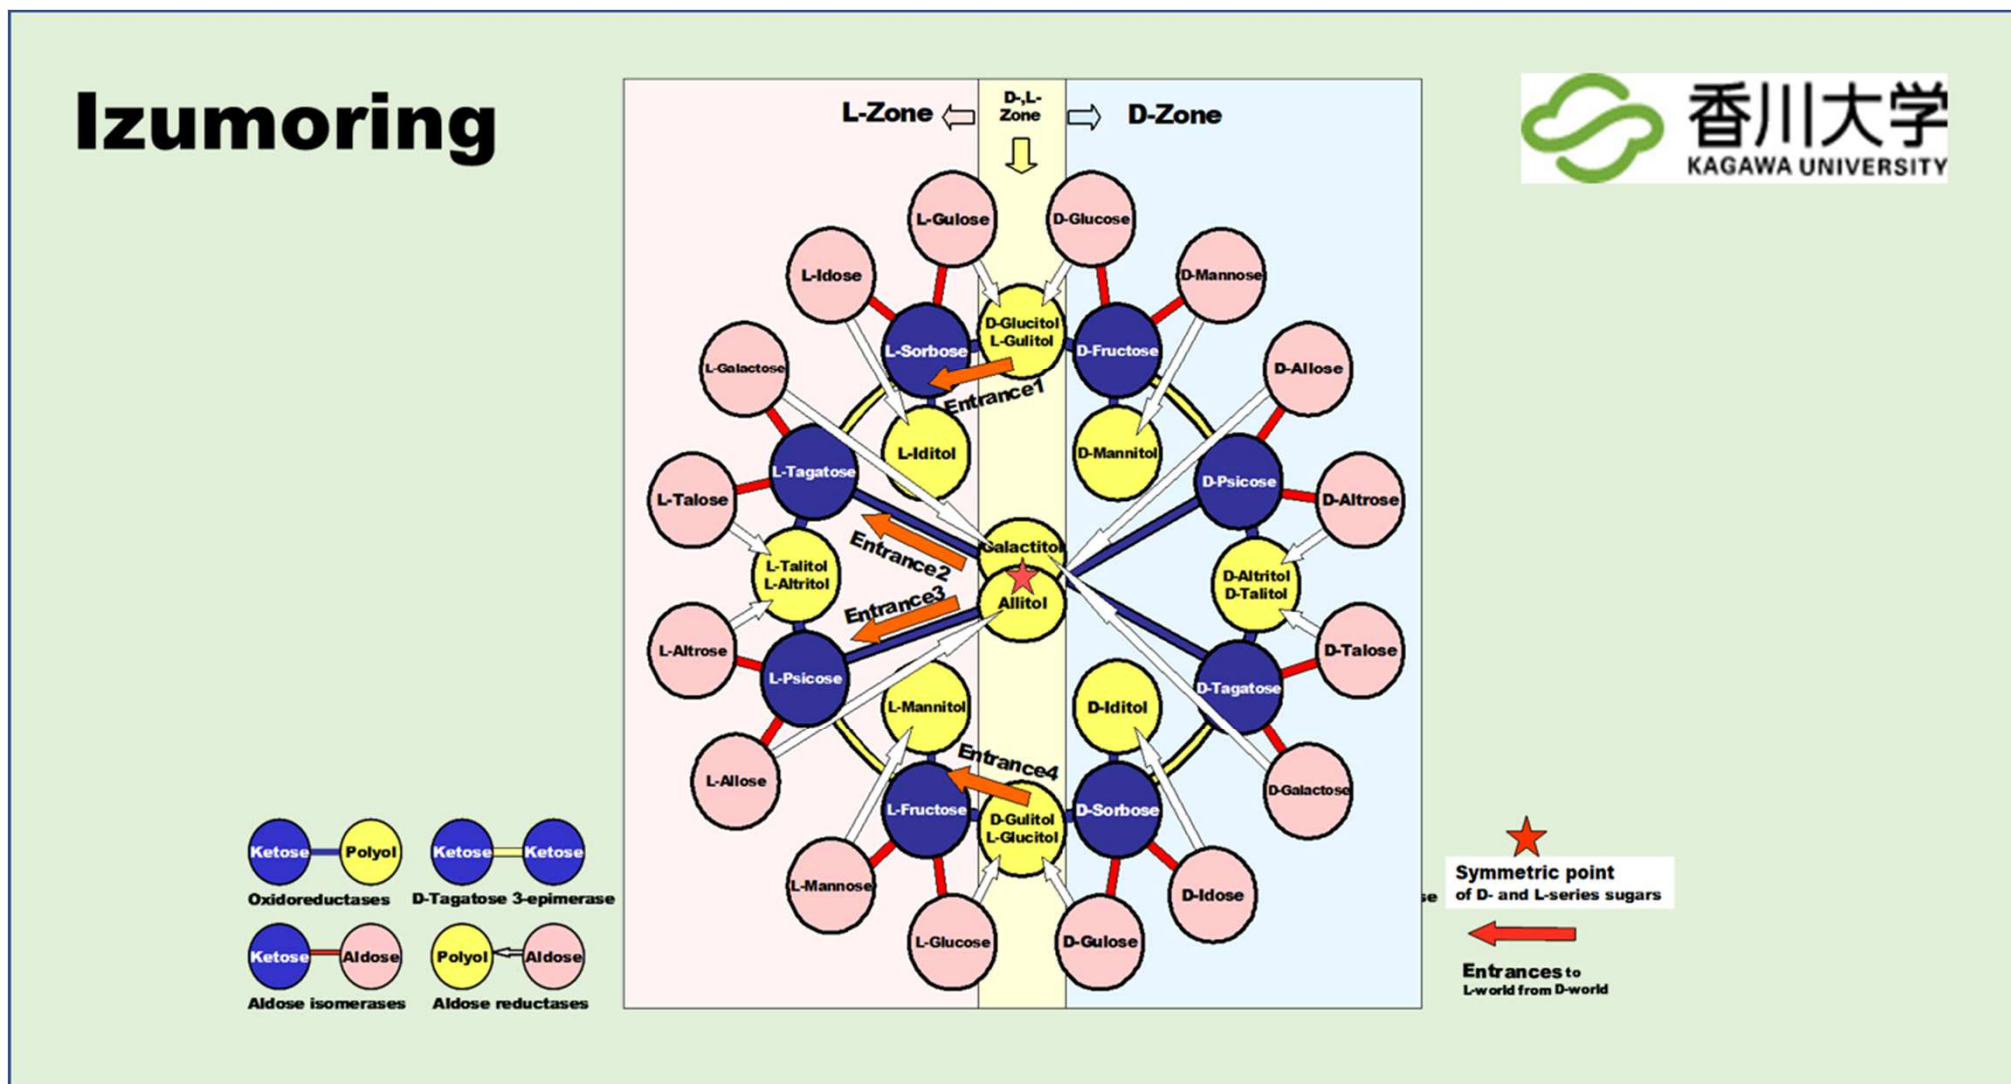 Izumoring
香川大学
KAGAWA UNIVERSITY
L-Zone
D-,L-
Zone
D-Zone
L-Gulose
D-Glucose
L-Idose
D-Mannose
D-Glucitol
L-Gulitol
L-Sorbose
D-Fructose
L-Galactose
D-Allose
Entrance1
L-Iditol
D-Mannitol
L-Tagatose
D-Psicose
L-Talose
D-Altrose
Entrance2
Galactitol
L-Talitol
L-Altritol
D-Altritol
D-Talitol
Entrance3
Allitol
L-Altrose
D-Talose
L-Psicose
D-Tagatose
L-Mannitol
D-Iditol
Entrance4
L-Allose
D-Galactose
L-Fructose
D-Sorbose
D-Gulitol
L-Glucitol
L-Mannose
D-Idose
L-Glucose
D-Gulose
Ketose
Polyol
Ketose
Ketose
Oxidoreductases
D-Tagatose 3-epimerase
Ketose
Aldose
Polyol
Aldose
Aldose isomerases
Aldose reductases
se
Symmetric point
of D- and L-series sugars
Entrances to
L-world from D-world